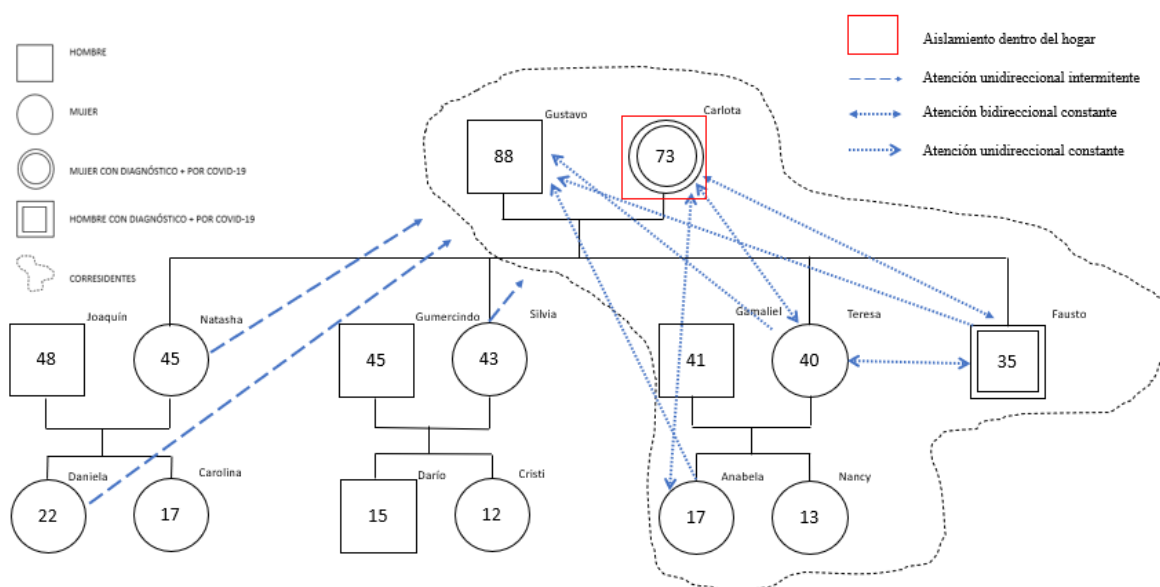 HOMBRE
MUJER
MUJER CON DIAGNÓSTICO + POR COVID-19
HOMBRE CON DIAGNÓSTICO + POR COVID-19
CORRESIDENTES
Aislamiento dentro del hogar
Atención unidireccional intermitente
Atención bidireccional constante
Atención unidireccional constante
Gustavo
88
Carlota
73
Joaquín
48
Natasha
45
Gumercindo
45
Silvia
43
Gamaliel
41
Teresa
40
Fausto
35
Daniela
22
Carolina
17
Darío
15
Cristi
12
Anabela
17
Nancy
13